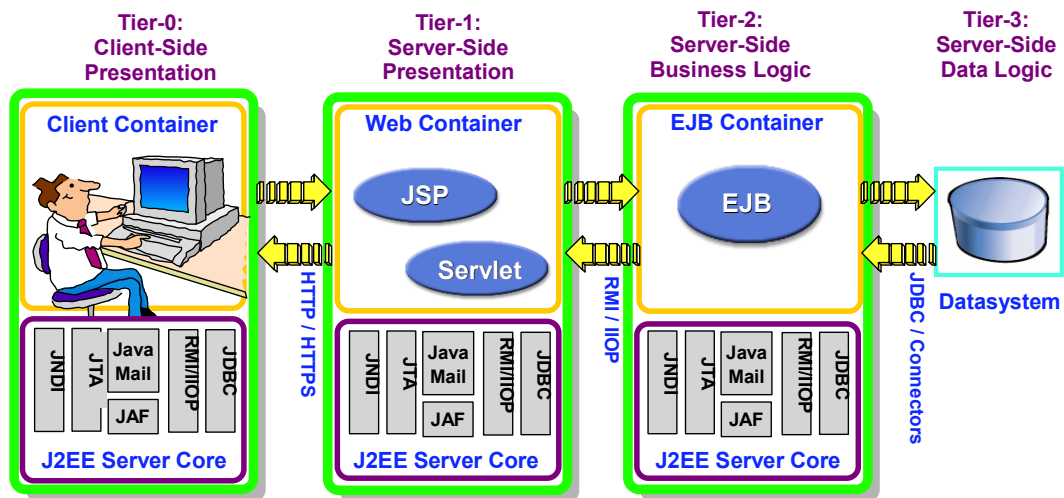 Tier-0:
Client-Side
Presentation
Tier-1:
Server-Side
Presentation
Tier-2:
Server-Side
Business Logic
Tier-3:
Server-Side
Data Logic
Client Container
JNDI
JTA
Java
Mail
JAF
RMI/IIOP
JDBC
J2EE Server Core
HTTP / HTTPS
Web Container
JSP
Servlet
JNDI
JTA
Java
Mail
JAF
RMI/IIOP
JDBC
J2EE Server Core
RMI / IIOP
EJB Container
EJB
JNDI
JTA
Java
Mail
JAF
RMI/IIOP
JDBC
J2EE Server Core
JDBC / Connectors
Datasystem